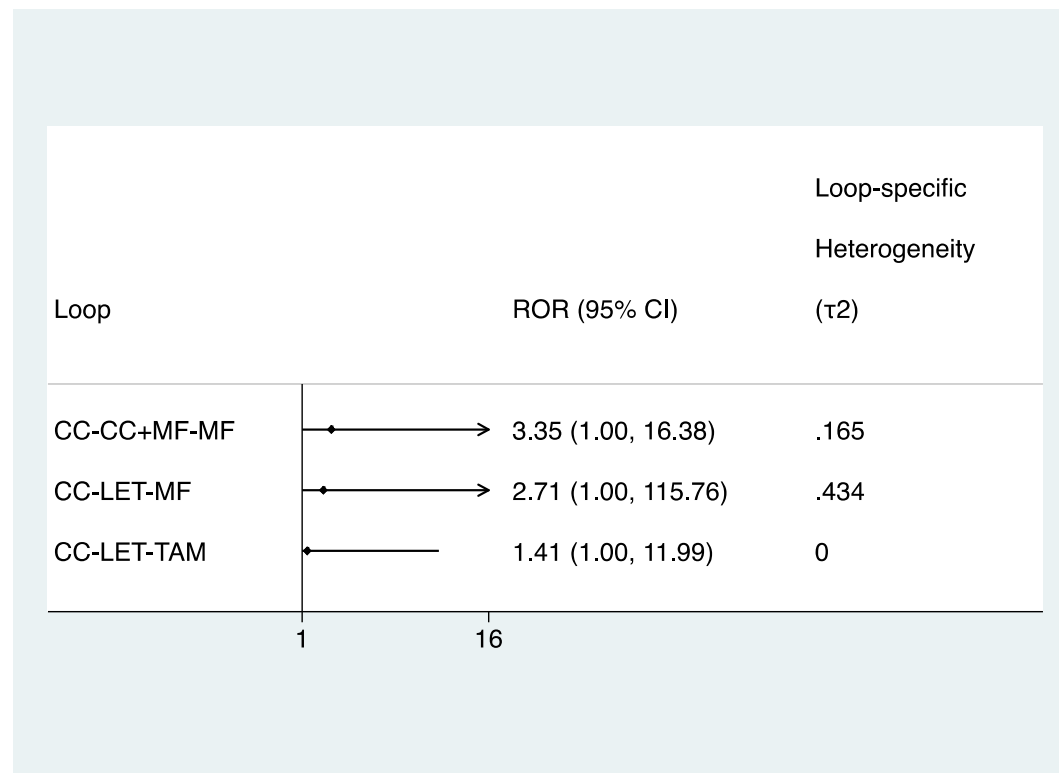 Loop-specific
Heterogeneity
Loop ROR (95% CI) (τ2)
CC-CC+MF-MF 3.35 (1.00, 16.38) .165
CC-LET-MF 2.71 (1.00, 115.76) .434
CC-LET-TAM 1.41 (1.00, 11.99) 0
1 16